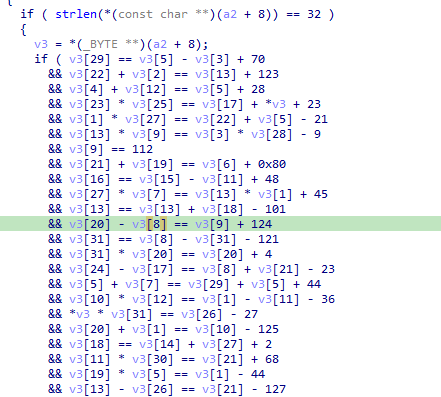 {
if ( strlen(*(const char **)(a2 + 8)) == 32 )
{
v3 = *(_BYTE **)(a2 + 8);
if ( v3[29] == v3[5] - v3[3] + 70
&& v3[22] + v3[2] == v3[13] + 123
&& v3[4] + v3[12] == v3[5] + 28
&& v3[23] * v3[25] == v3[17] + *v3 + 23
&& v3[1] * v3[27] == v3[22] + v3[5] - 21
&& v3[13] * v3[9] == v3[3] * v3[28] - 9
&& v3[9] == 112
&& v3[21] + v3[19] == v3[6] + 0x80
&& v3[16] == v3[15] - v3[11] + 48
&& v3[27] * v3[7] == v3[13] * v3[1] + 45
&& v3[13] == v3[13] + v3[18] - 101
&& v3[20] - v3[8] == v3[9] + 124
&& v3[31] == v3[8] - v3[31] - 121
&& v3[31] * v3[20] == v3[20] + 4
&& v3[24] - v3[17] == v3[8] + v3[21] - 23
&& v3[5] + v3[7] == v3[29] + v3[5] + 44
&& v3[10] * v3[12] == v3[1] - v3[11] - 36
&& *v3 * v3[31] == v3[26] - 27
&& v3[20] + v3[1] == v3[10] - 125
&& v3[18] == v3[14] + v3[27] + 2
&& v3[11] * v3[30] == v3[21] + 68
&& v3[19] * v3[5] == v3[1] - 44
&& v3[13] - v3[26] == v3[21] - 127